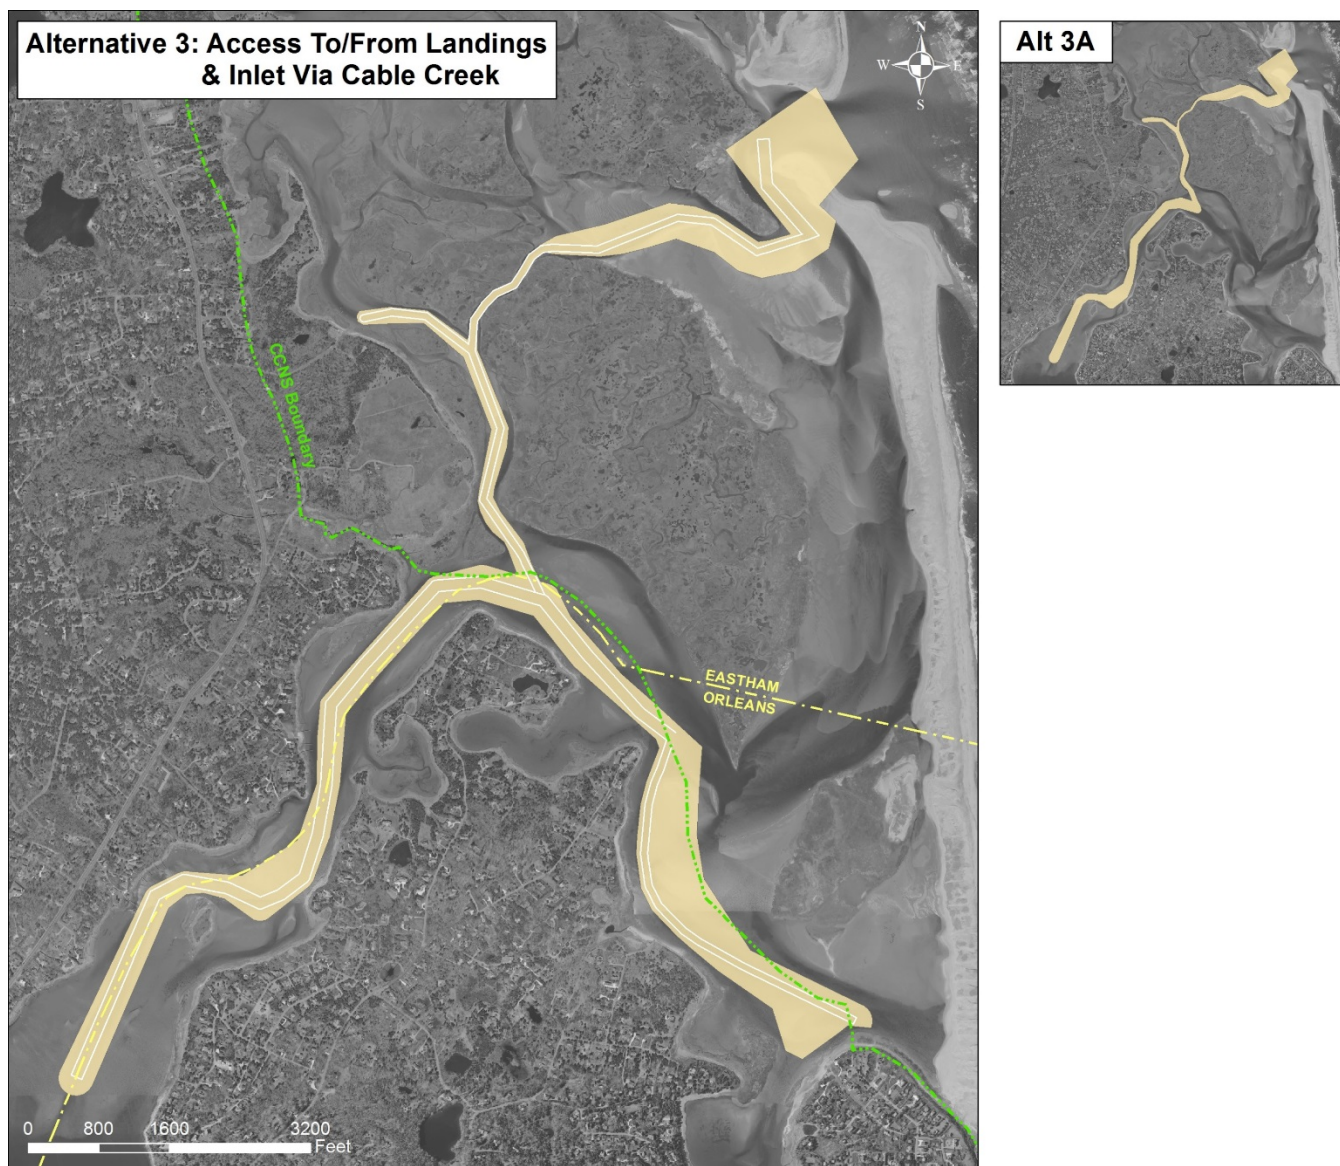 Alternative 3: Access To/From Landings
& Inlet Via Cable Creek
N
W E
S
Alt 3A
CCNS Boundary
EASTHAM
ORLEANS
0 800 1600 3200
Feet